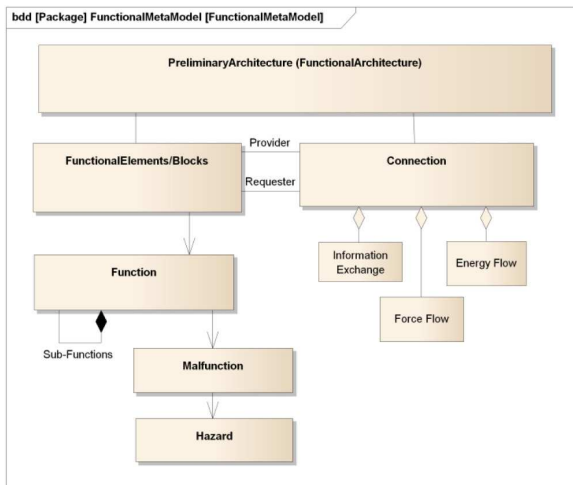 bdd [Package] FunctionalMetaModel [FunctionalMetaModel]
PreliminaryArchitecture (FunctionalArchitecture)
Provider
FunctionalElements/Blocks
Connection
Requester
Information
Exchange
Energy Flow
Function
Force Flow
Sub-Functions
Malfunction
Hazard